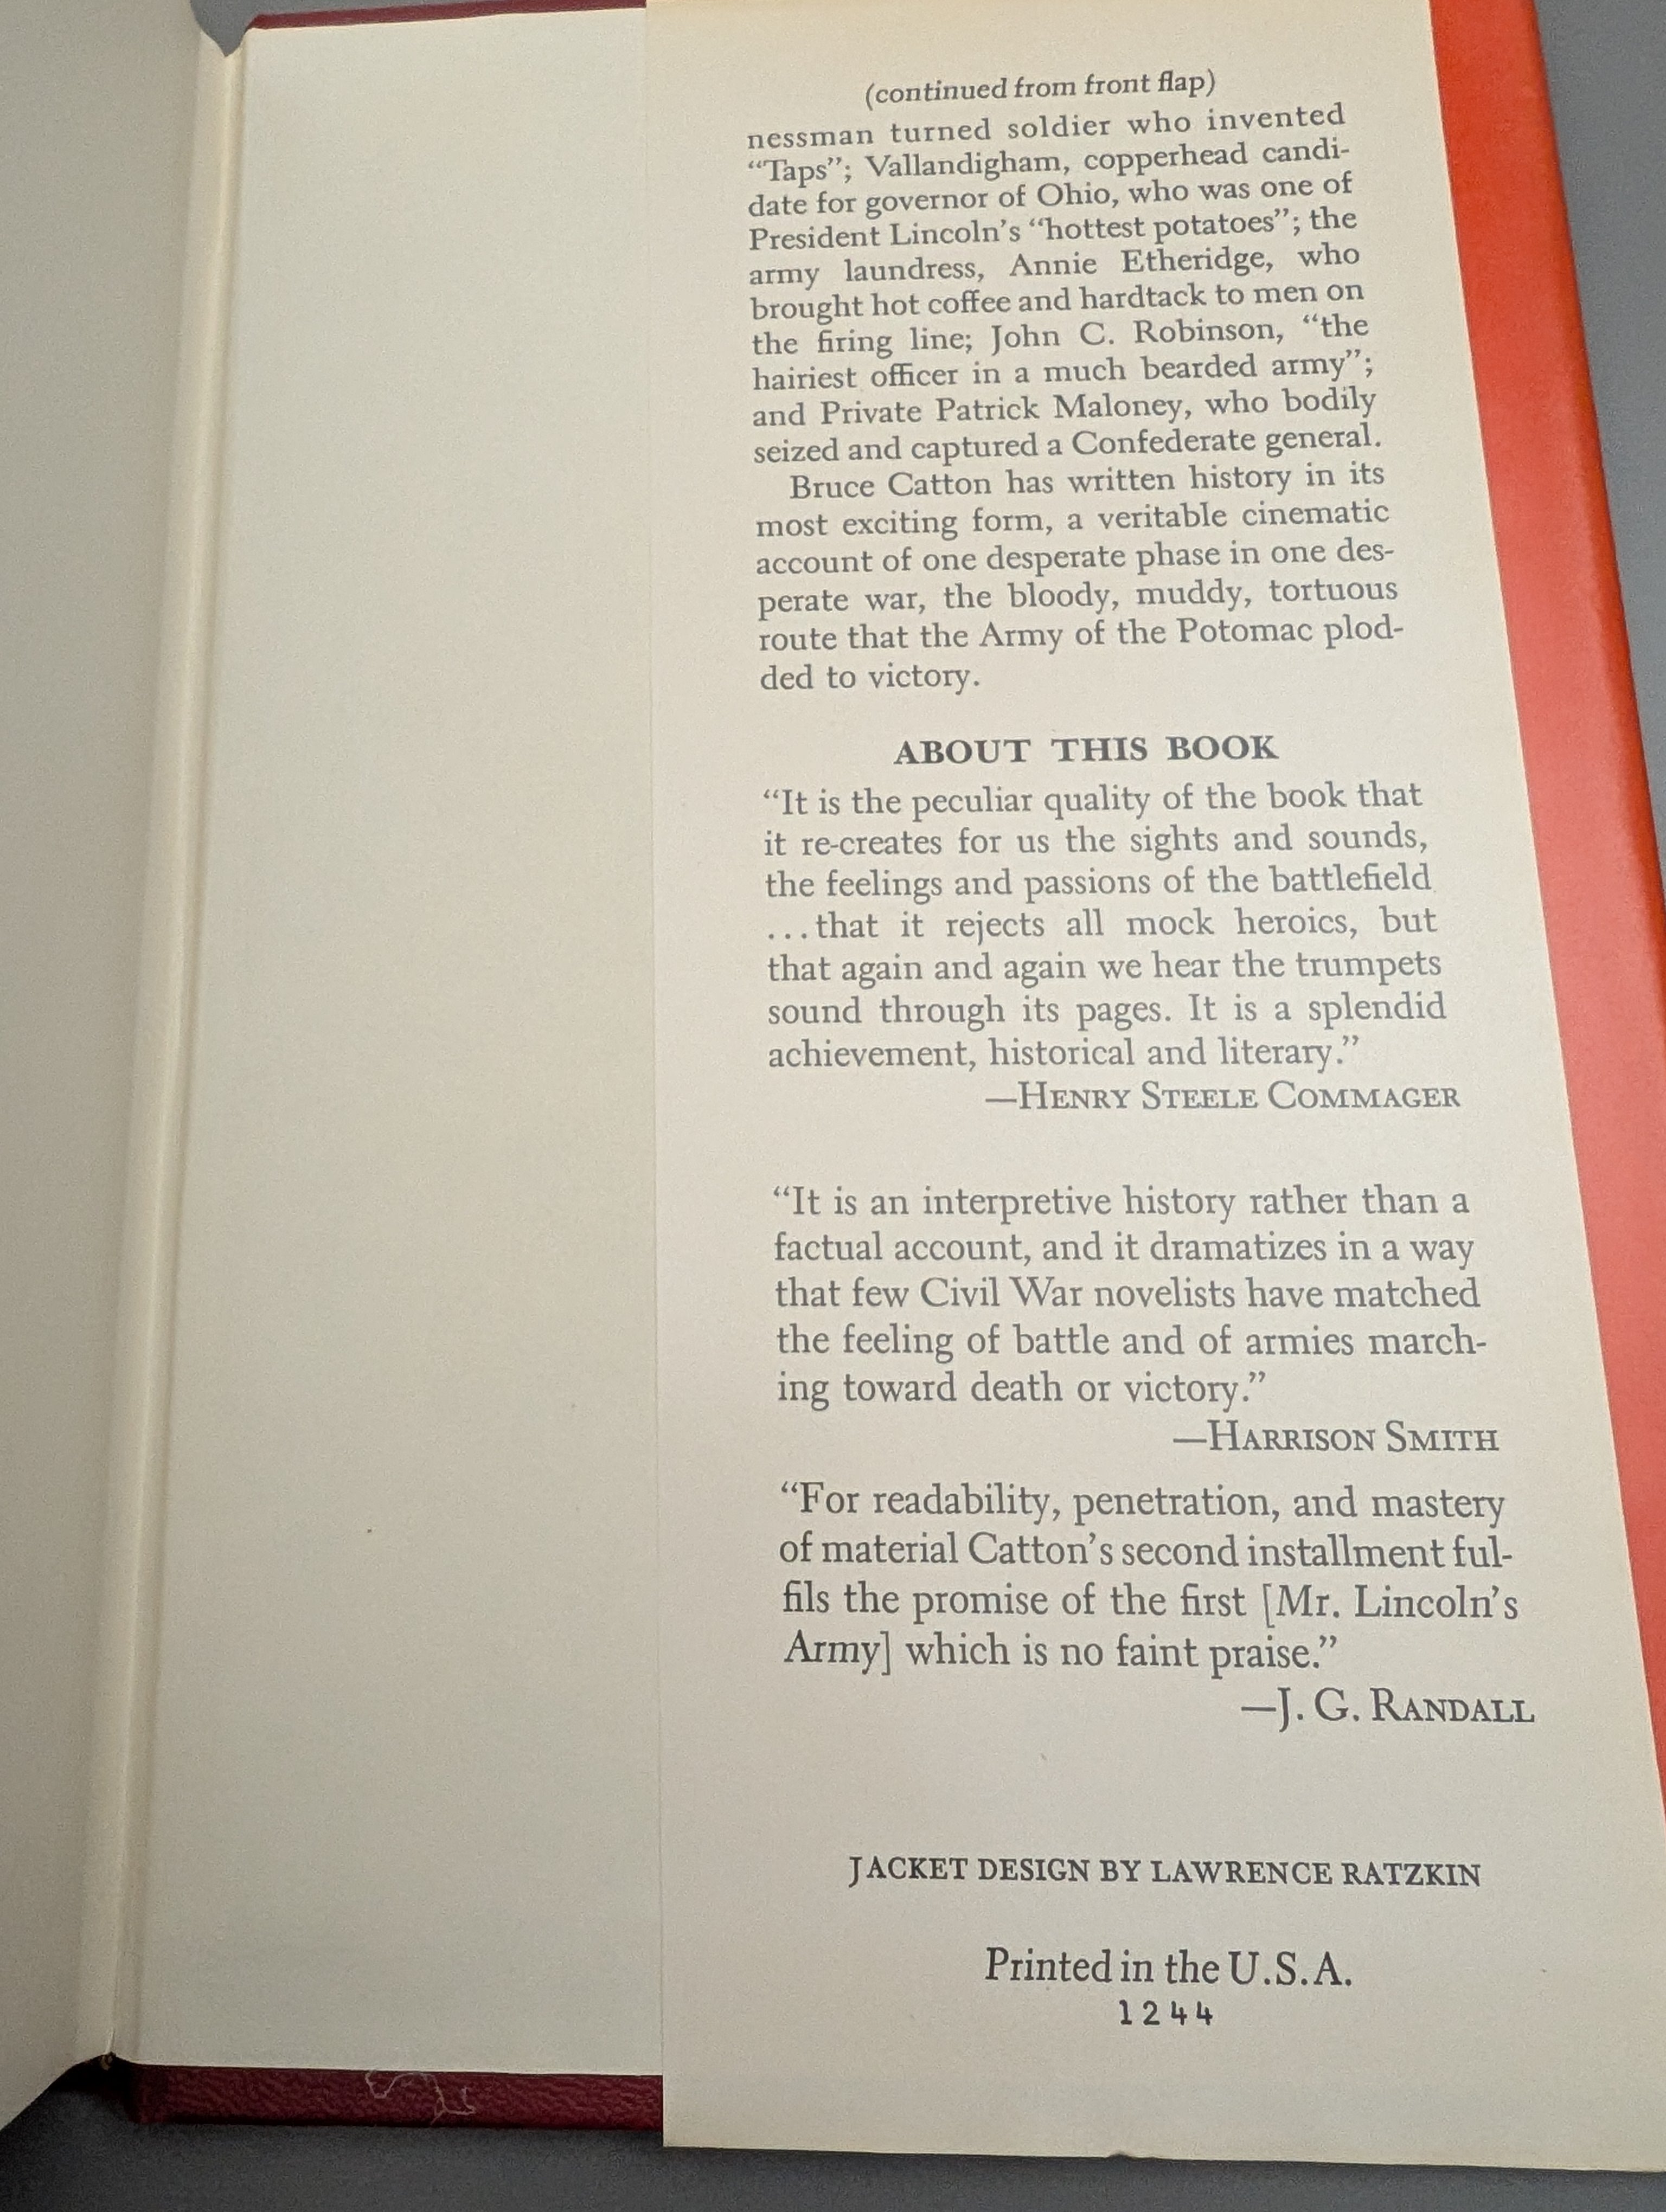 (continued from front flap)
nessman turned soldier who invented
“Taps”; Vallandigham, copperhead candi-
date for governor of Ohio, who was one of
President Lincoln’s “hottest potatoes”; the
army laundress, Annie Etheridge, who
brought hot coffee and hardtack to men on
the firing line; John C. Robinson, “the
hairiest officer in a much bearded army”;
and Private Patrick Maloney, who bodily
seized and captured a Confederate general.
Bruce Catton has written history in its
most exciting form, a veritable cinematic
account of one desperate phase in one des-
perate war, the bloody, muddy, tortuous
route that the Army of the Potomac plod-
ded to victory.
ABOUT THIS BOOK
“It is the peculiar quality of the book that
it re-creates for us the sights and sounds,
the feelings and passions of the battlefield
...that it rejects all mock heroics, but
that again and again we hear the trumpets
sound through its pages. It is a splendid
achievement, historical and literary.”
—HENRY STEELE COMMAGER
“It is an interpretive history rather than a
factual account, and it dramatizes in a way
that few Civil War novelists have matched
the feeling of battle and of armies march-
ing toward death or victory.”
—HARRISON SMITH
“For readability, penetration, and mastery
of material Catton’s second installment ful-
fils the promise of the first [Mr. Lincoln’s
Army] which is no faint praise.”
—J. G. RANDALL
JACKET DESIGN BY LAWRENCE RATZKIN
Printed in the U.S.A.
1244